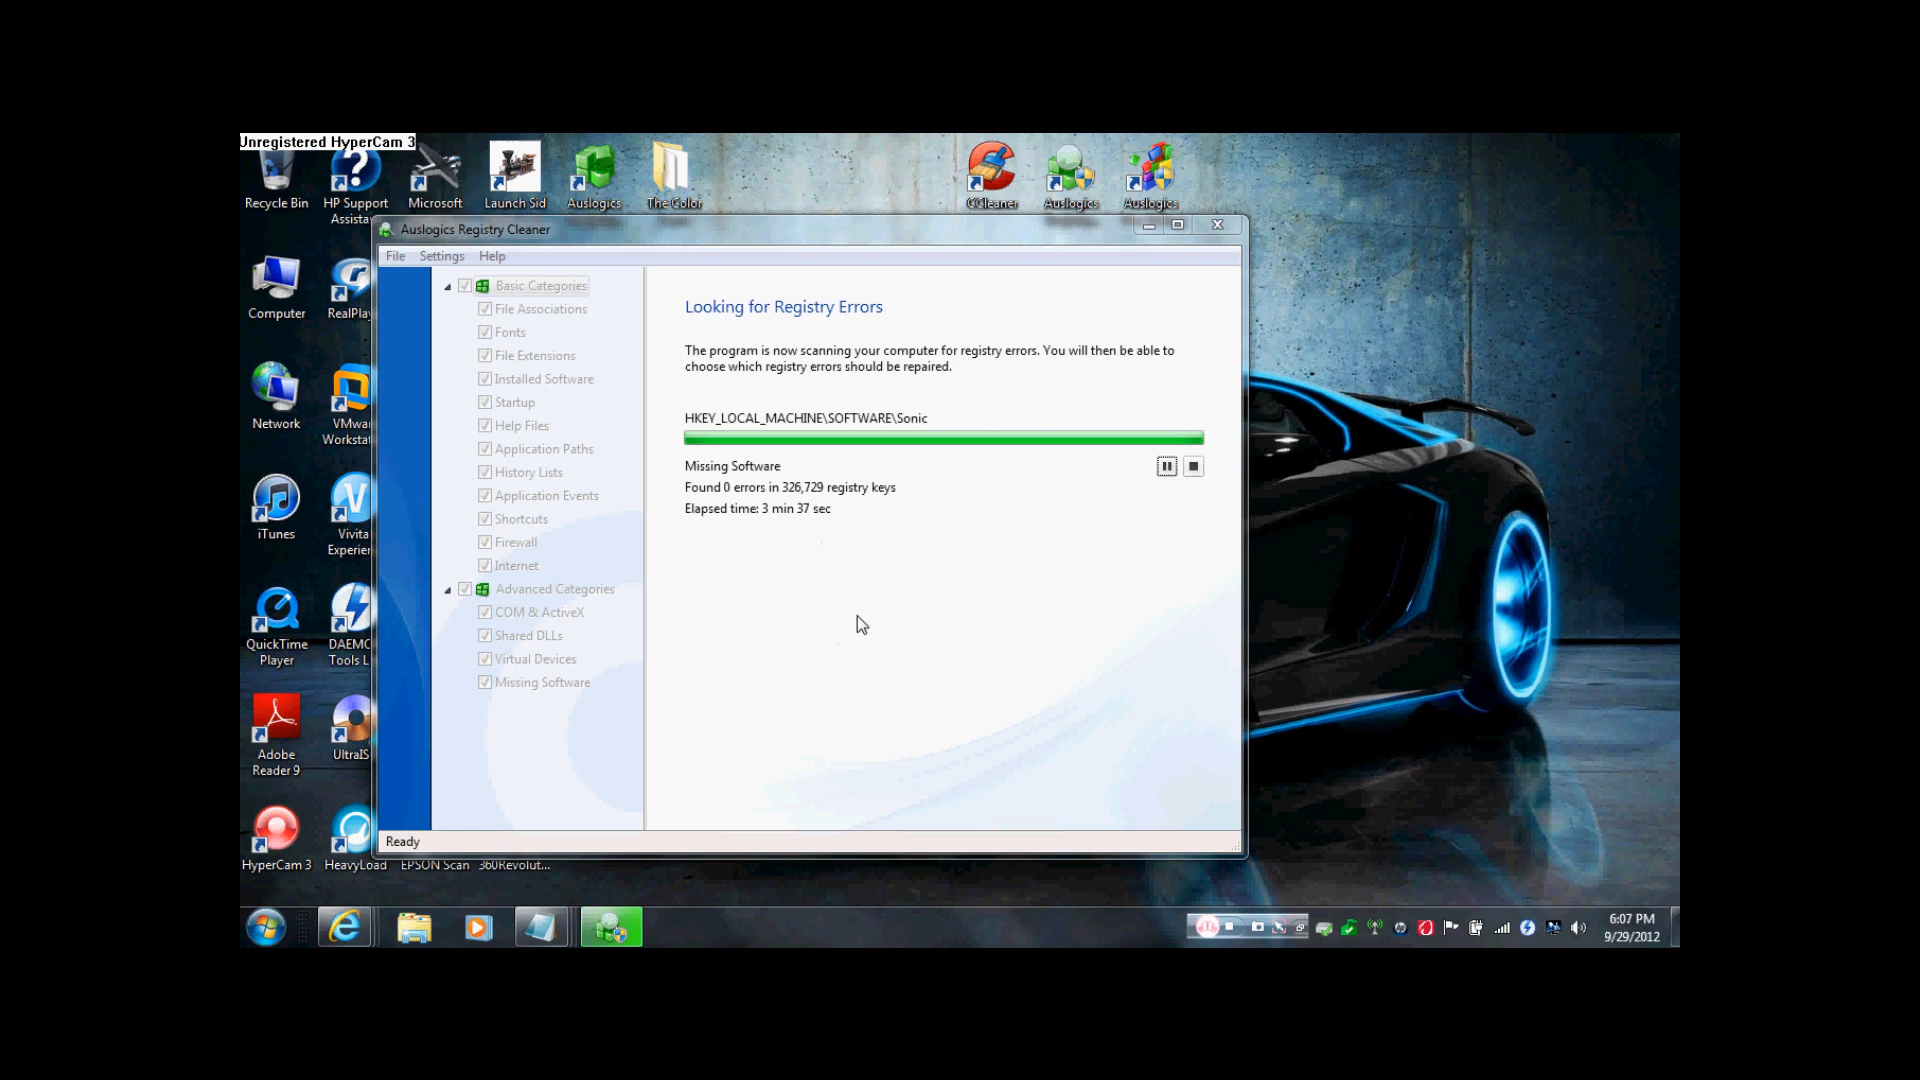 Unregistered HyperCam 3
Recycle Bin
HP Support
Assista
Microsoft
Launch Sid
Auslogics
The Color
CCleaner
Auslogics
Auslogics
Computer
RealPlay
Network
VMwar
Workstat
iTunes
Vivita
Experien
QuickTime
Player
DAEMO
Tools L
Adobe
Reader 9
UltraIS
HyperCam 3
HeavyLoad
EPSON Scan
360Revolut...
Auslogics Registry Cleaner
File Settings Help
Basic Categories
File Associations
Fonts
File Extensions
Installed Software
Startup
Help Files
Application Paths
History Lists
Application Events
Shortcuts
Firewall
Internet
Advanced Categories
COM & ActiveX
Shared DLLs
Virtual Devices
Missing Software
Looking for Registry Errors
The program is now scanning your computer for registry errors. You will then be able to
choose which registry errors should be repaired.
HKEY_LOCAL_MACHINE\SOFTWARE\Sonic
Missing Software
Found 0 errors in 326,729 registry keys
Elapsed time: 3 min 37 sec
Ready
6:07 PM
9/29/2012